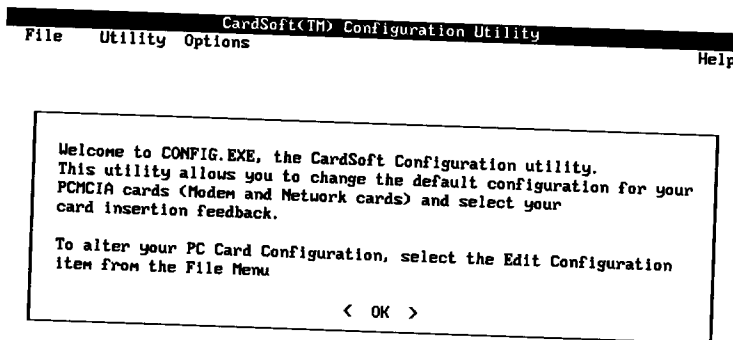 CardSoft(TM) Configuration Utility
File Utility Options Help
Welcome to CONFIG.EXE, the CardSoft Configuration utility.
This utility allows you to change the default configuration for your
PCMCIA cards (Modem and Network cards) and select your
card insertion feedback.
To alter your PC Card Configuration, select the Edit Configuration
item from the File Menu
< OK >